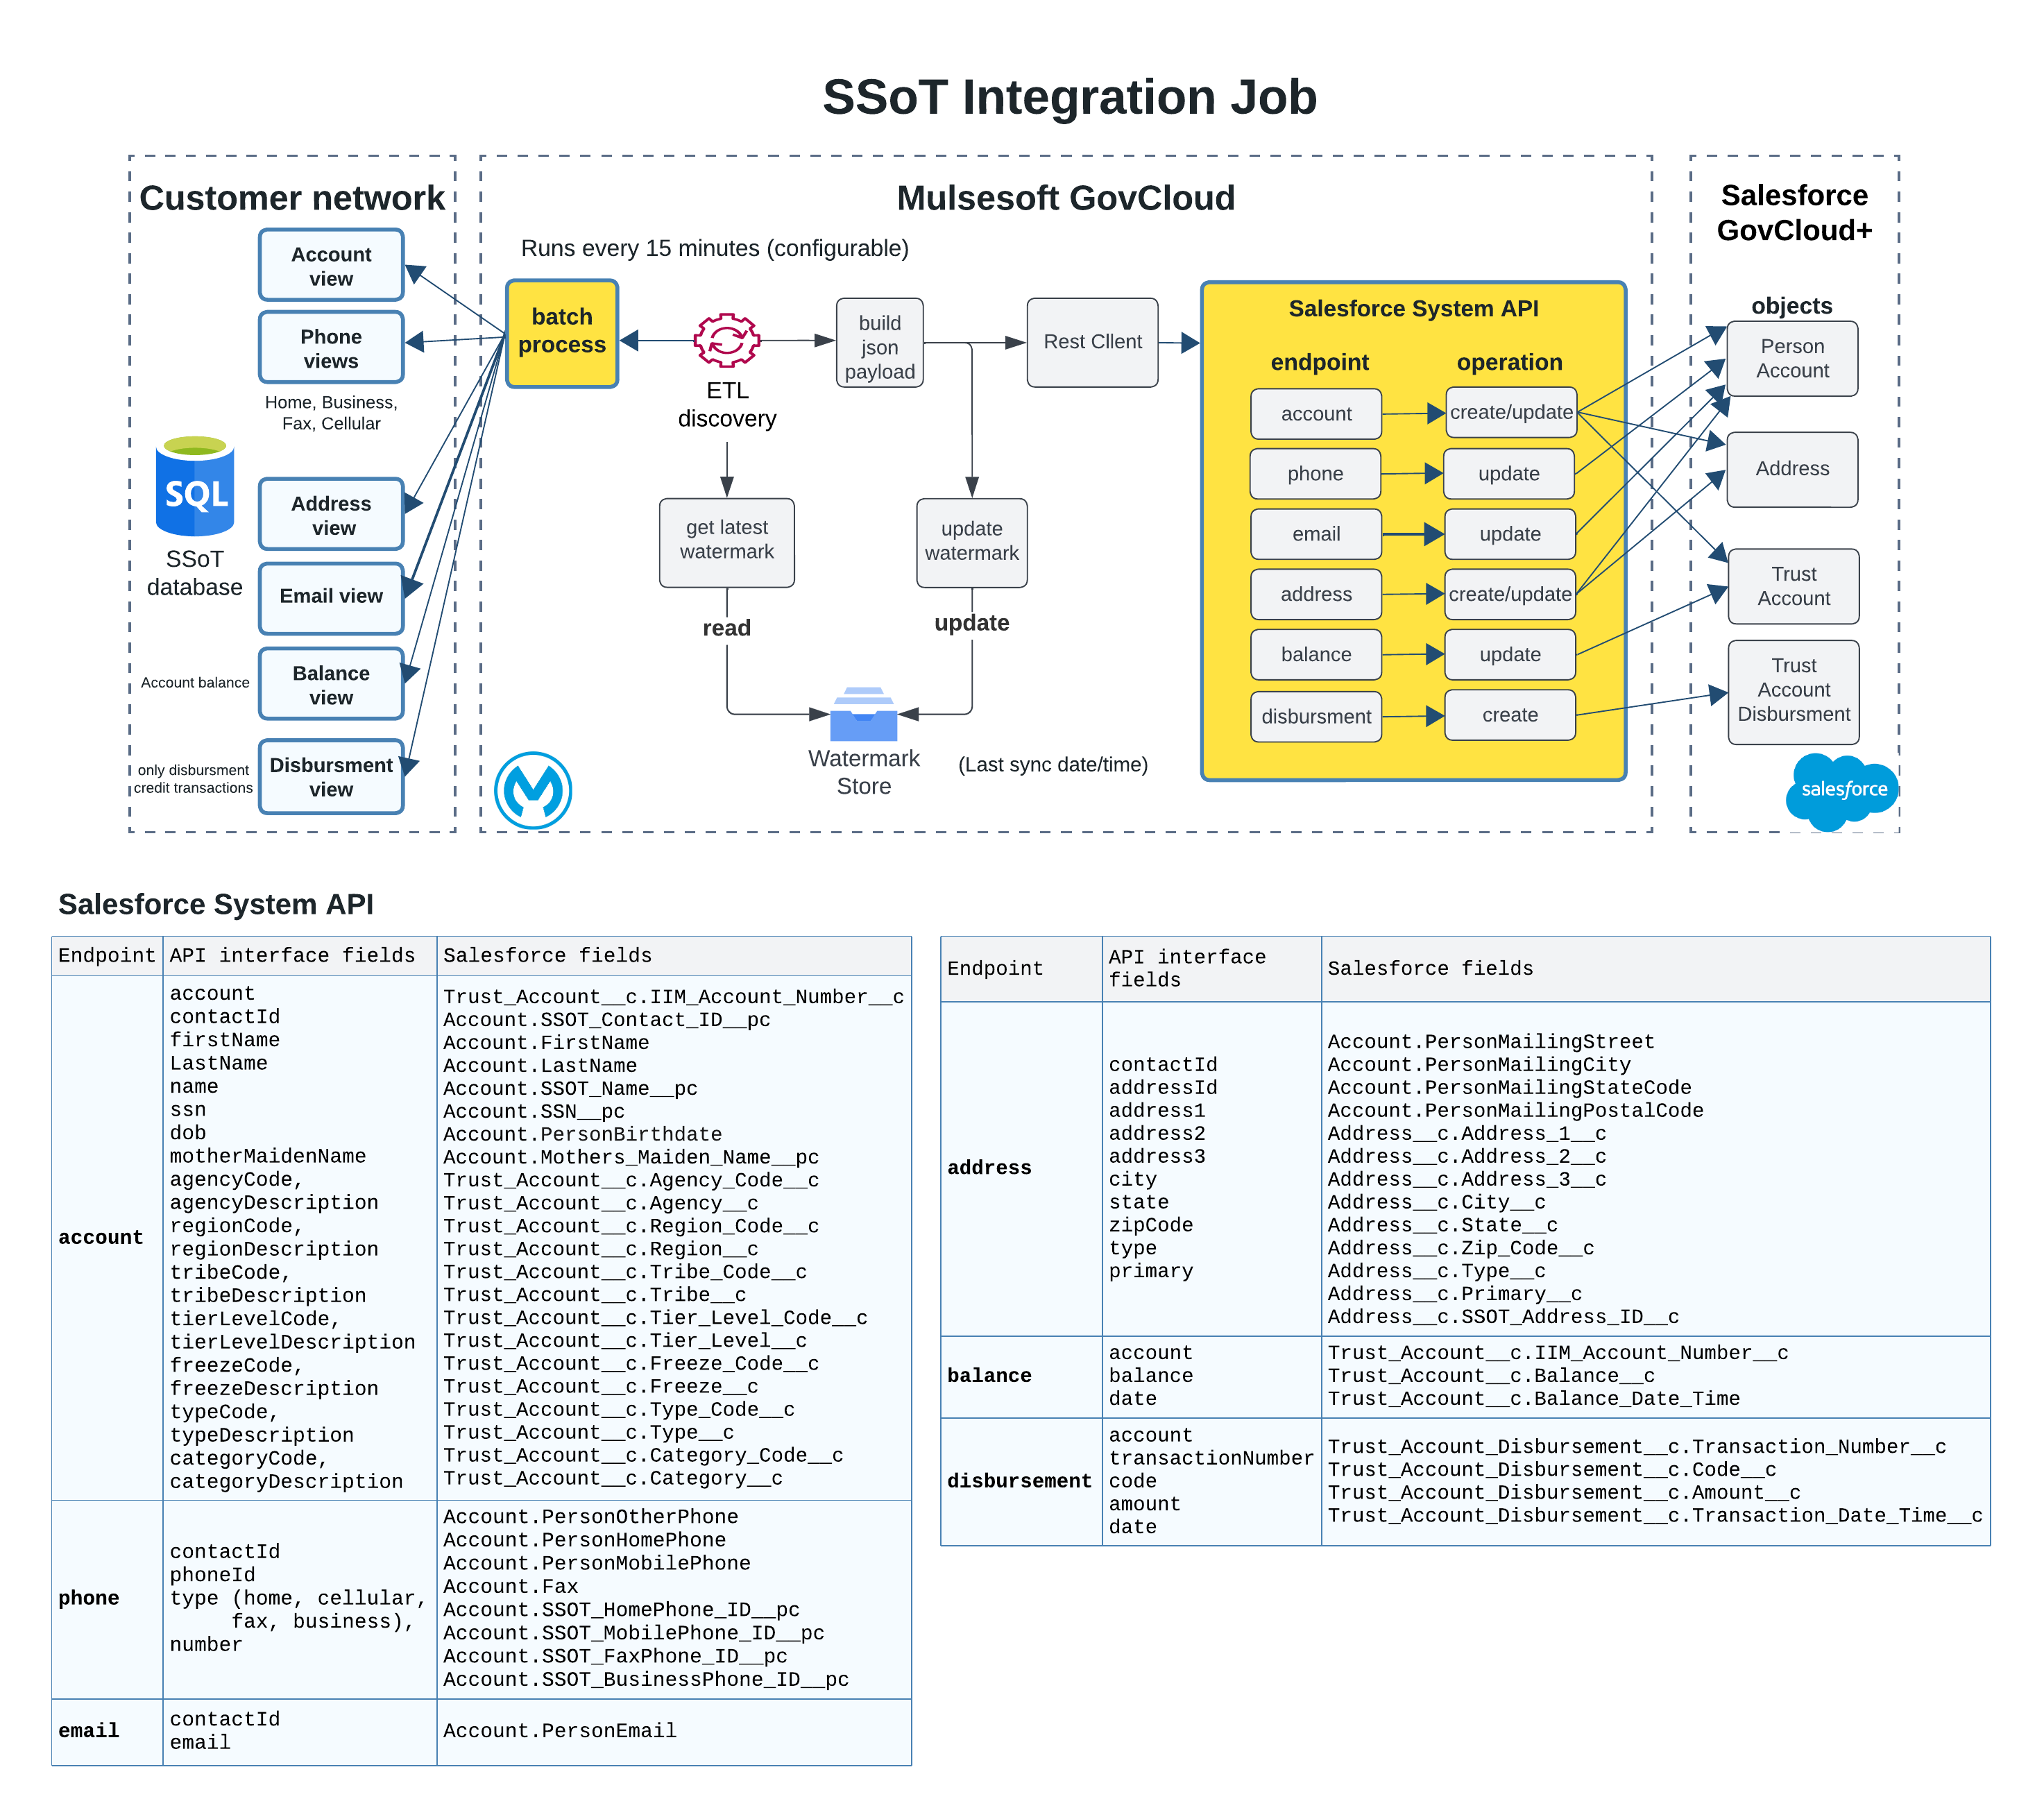 SSoT Integration Job
Customer network
Account
view
Phone
views
Home, Business,
Fax, Cellular
SQL
SSoT
database
Address
view
Email view
Account balance
Balance
view
only disbursment
credit transactions
Disbursment
view
Mulsesoft GovCloud
Runs every 15 minutes (configurable)
batch
process
ETL
discovery
build
json
payload
Rest Cllent
get latest
watermark
update
watermark
read
update
Watermark
Store
(Last sync date/time)
Salesforce System API
endpoint
operation
account
create/update
phone
update
email
update
address
create/update
balance
update
disbursment
create
Salesforce
GovCloud+
objects
Person
Account
Address
Trust
Account
Trust
Account
Disbursment
salesforce
Salesforce System API
Endpoint
API interface fields
Salesforce fields
account
account
contactId
firstName
LastName
name
ssn
dob
motherMaidenName
agencyCode,
agencyDescription
regionCode,
regionDescription
tribeCode,
tribeDescription
tierLevelCode,
tierLevelDescription
freezeCode,
freezeDescription
typeCode,
typeDescription
categoryCode,
categoryDescription
Trust_Account__c.IIM_Account_Number__c
Account.SSOT_Contact_ID__pc
Account.FirstName
Account.LastName
Account.SSOT_Name__pc
Account.SSN__pc
Account.PersonBirthdate
Account.Mothers_Maiden_Name__pc
Trust_Account__c.Agency_Code__c
Trust_Account__c.Agency__c
Trust_Account__c.Region_Code__c
Trust_Account__c.Region__c
Trust_Account__c.Tribe_Code__c
Trust_Account__c.Tribe__c
Trust_Account__c.Tier_Level_Code__c
Trust_Account__c.Tier_Level__c
Trust_Account__c.Freeze_Code__c
Trust_Account__c.Freeze__c
Trust_Account__c.Type_Code__c
Trust_Account__c.Type__c
Trust_Account__c.Category_Code__c
Trust_Account__c.Category__c
phone
contactId
phoneId
type (home, cellular,
fax, business),
number
Account.PersonOtherPhone
Account.PersonHomePhone
Account.PersonMobilePhone
Account.Fax
Account.SSOT_HomePhone_ID__pc
Account.SSOT_MobilePhone_ID__pc
Account.SSOT_FaxPhone_ID__pc
Account.SSOT_BusinessPhone_ID__pc
email
contactId
email
Account.PersonEmail
Endpoint
API interface
fields
Salesforce fields
address
contactId
addressId
address1
address2
address3
city
state
zipCode
type
primary
Account.PersonMailingStreet
Account.PersonMailingCity
Account.PersonMailingStateCode
Account.PersonMailingPostalCode
Address__c.Address_1__c
Address__c.Address_2__c
Address__c.Address_3__c
Address__c.City__c
Address__c.State__c
Address__c.Zip_Code__c
Address__c.Type__c
Address__c.Primary__c
Address__c.SSOT_Address_ID__c
balance
account
balance
date
Trust_Account__c.IIM_Account_Number__c
Trust_Account__c.Balance__c
Trust_Account__c.Balance_Date_Time
disbursement
account
transactionNumber
code
amount
date
Trust_Account_Disbursement__c.Transaction_Number__c
Trust_Account_Disbursement__c.Code__c
Trust_Account_Disbursement__c.Amount__c
Trust_Account_Disbursement__c.Transaction_Date_Time__c